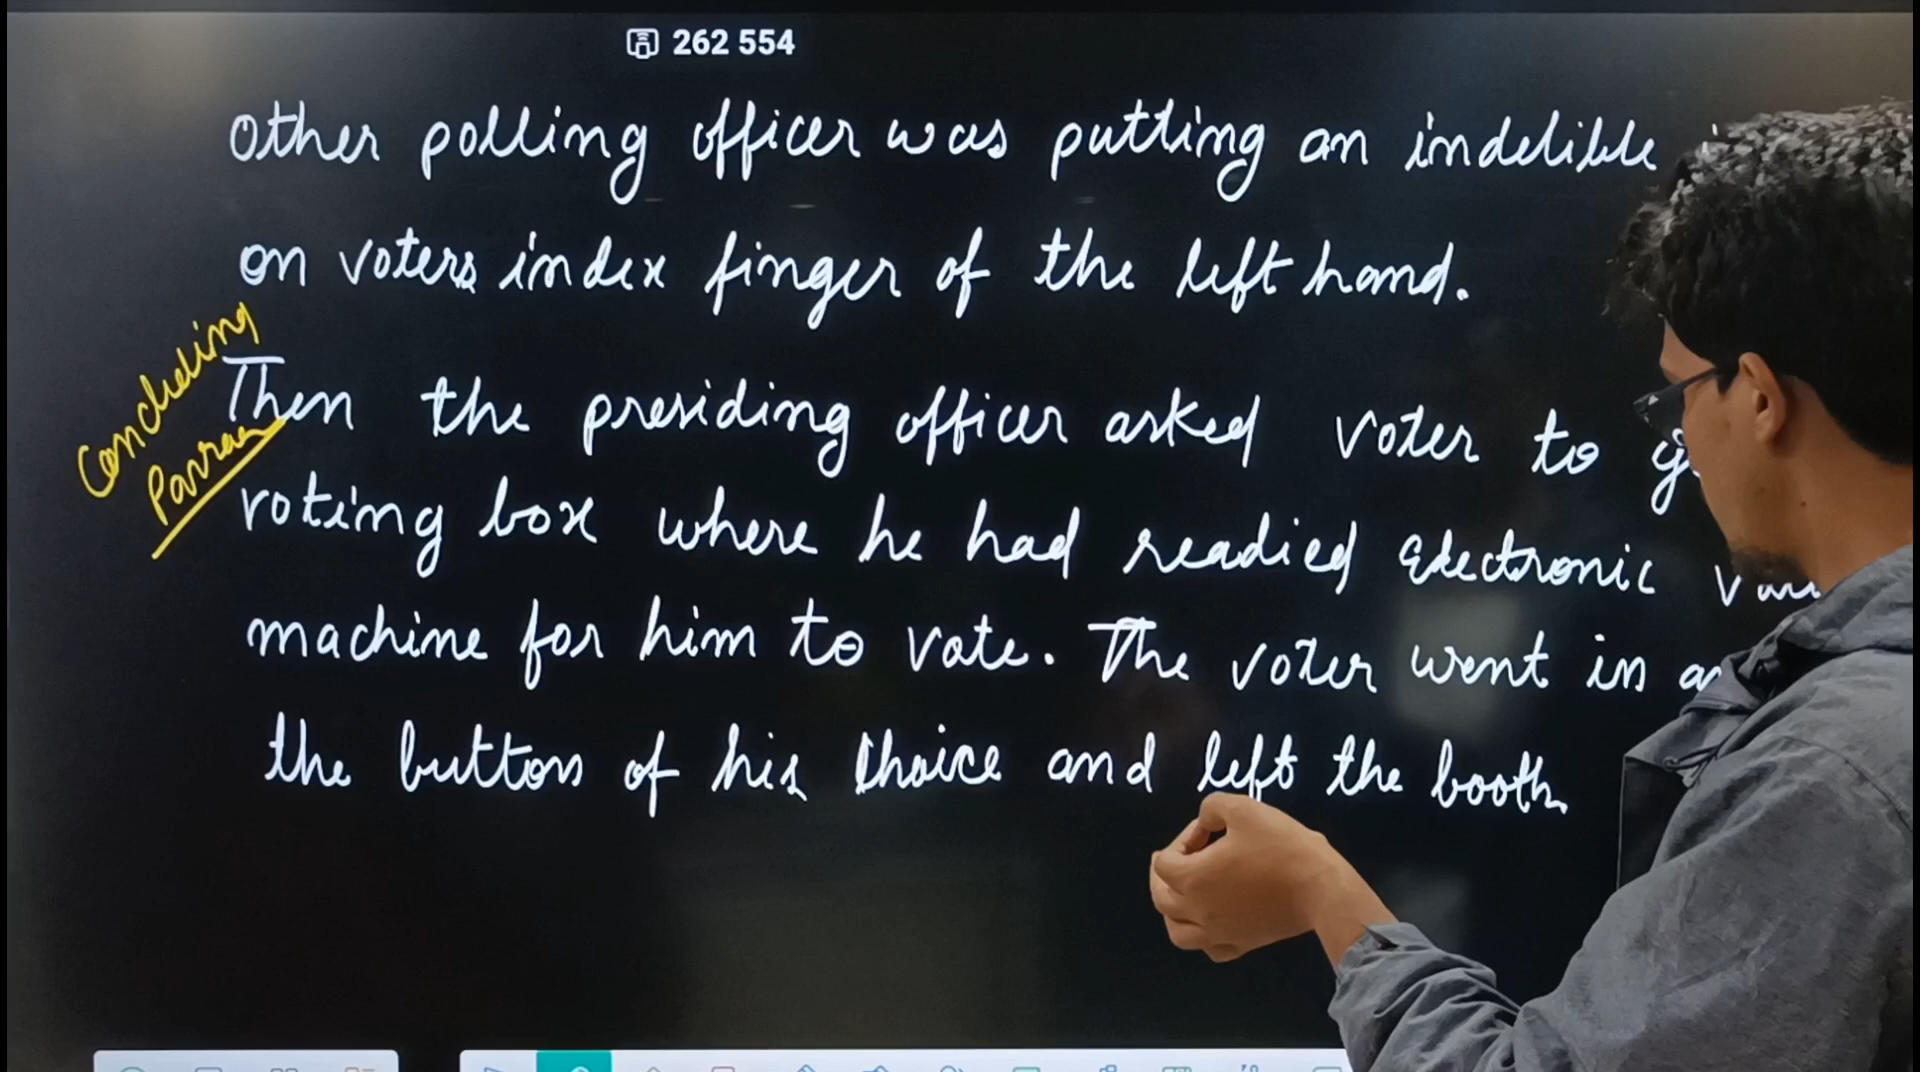 262 554
Other polling officer was putting an indelible
on voters index finger of the left hand.
Concluding
Then the presiding officer asked voter to
voting box where he had readied Electronic
machine for him to vote. The voter went in
the button of his choice and left the booth.